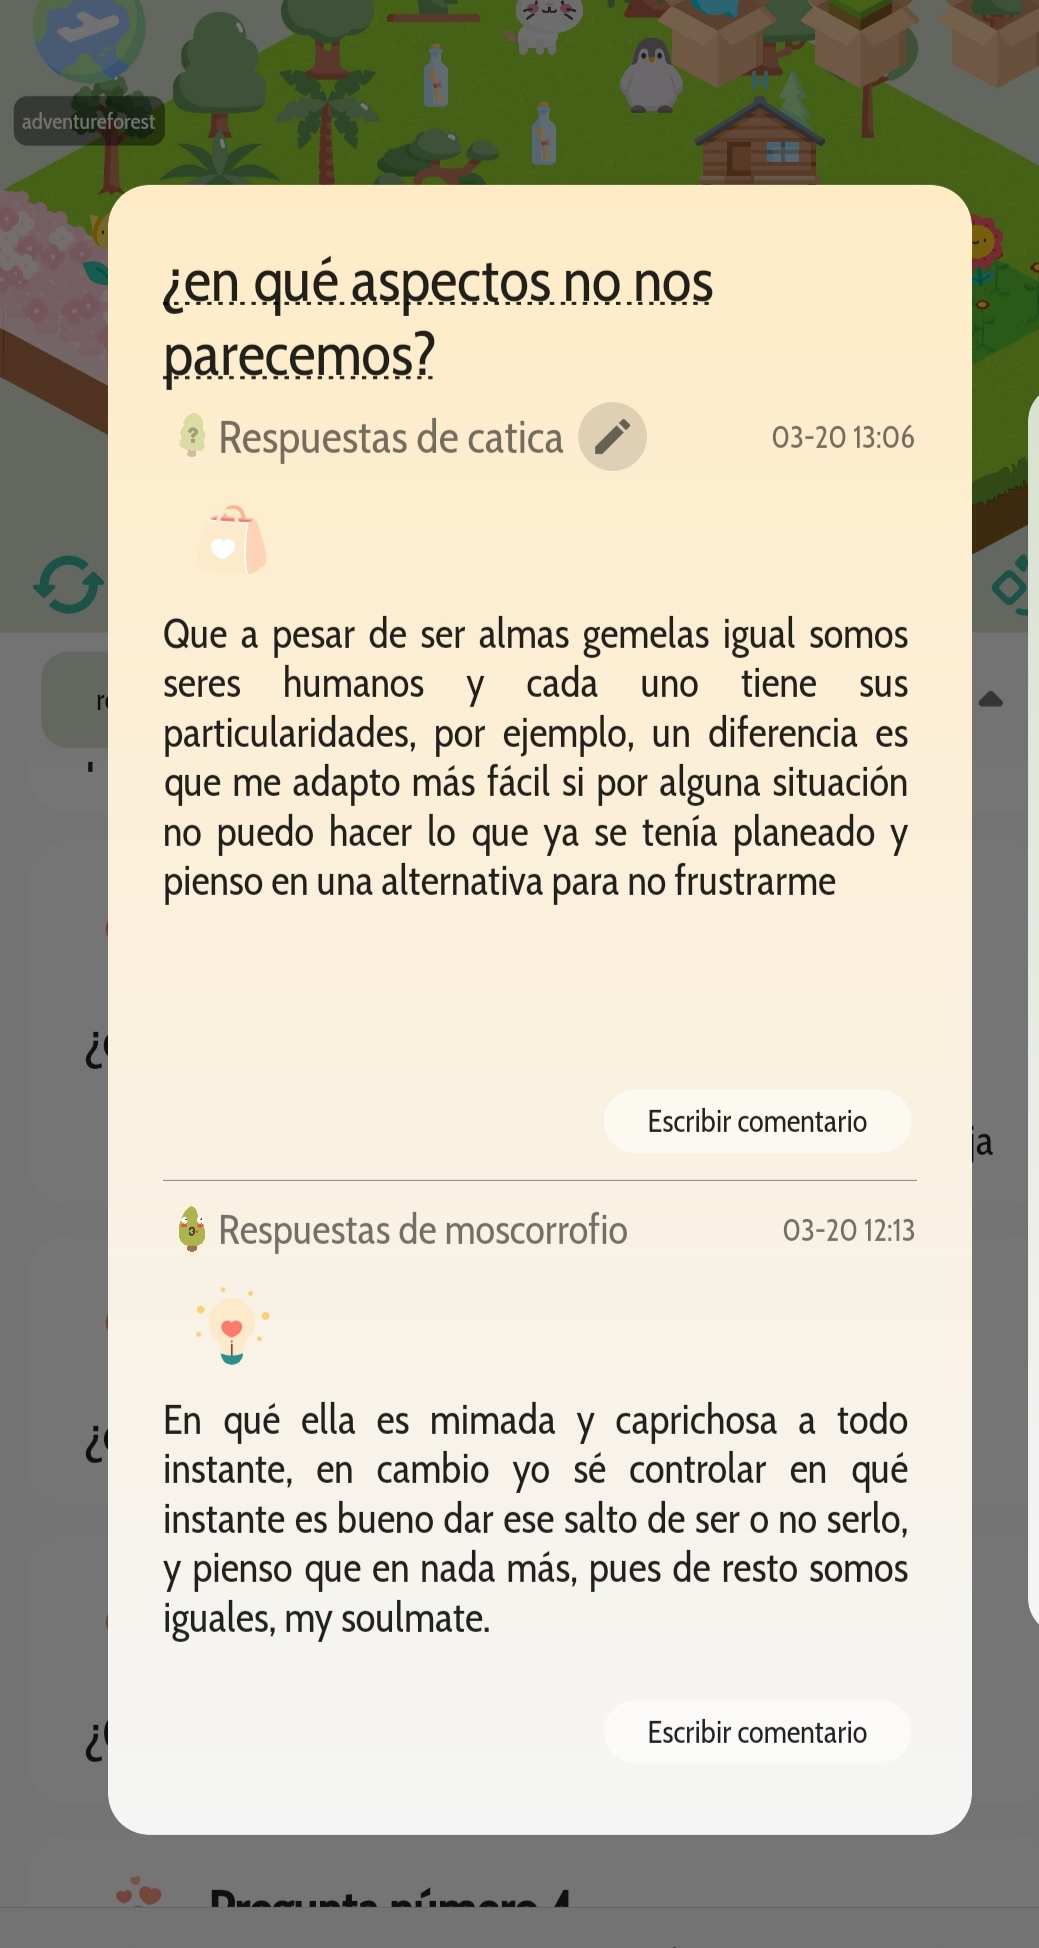 adventureforest
¿en qué aspectos no nos
parecemos?
Respuestas de catica
03-20 13:06
Que a pesar de ser almas gemelas igual somos
seres humanos y cada uno tiene sus
particularidades, por ejemplo, un diferencia es
que me adapto más fácil si por alguna situación
no puedo hacer lo que ya se tenía planeado y
pienso en una alternativa para no frustrarme
Escribir comentario
Respuestas de moscorrofio
03-20 12:13
En qué ella es mimada y caprichosa a todo
instante, en cambio yo sé controlar en qué
instante es bueno dar ese salto de ser o no serlo,
y pienso que en nada más, pues de resto somos
iguales, my soulmate.
Escribir comentario
Pregunta número 4